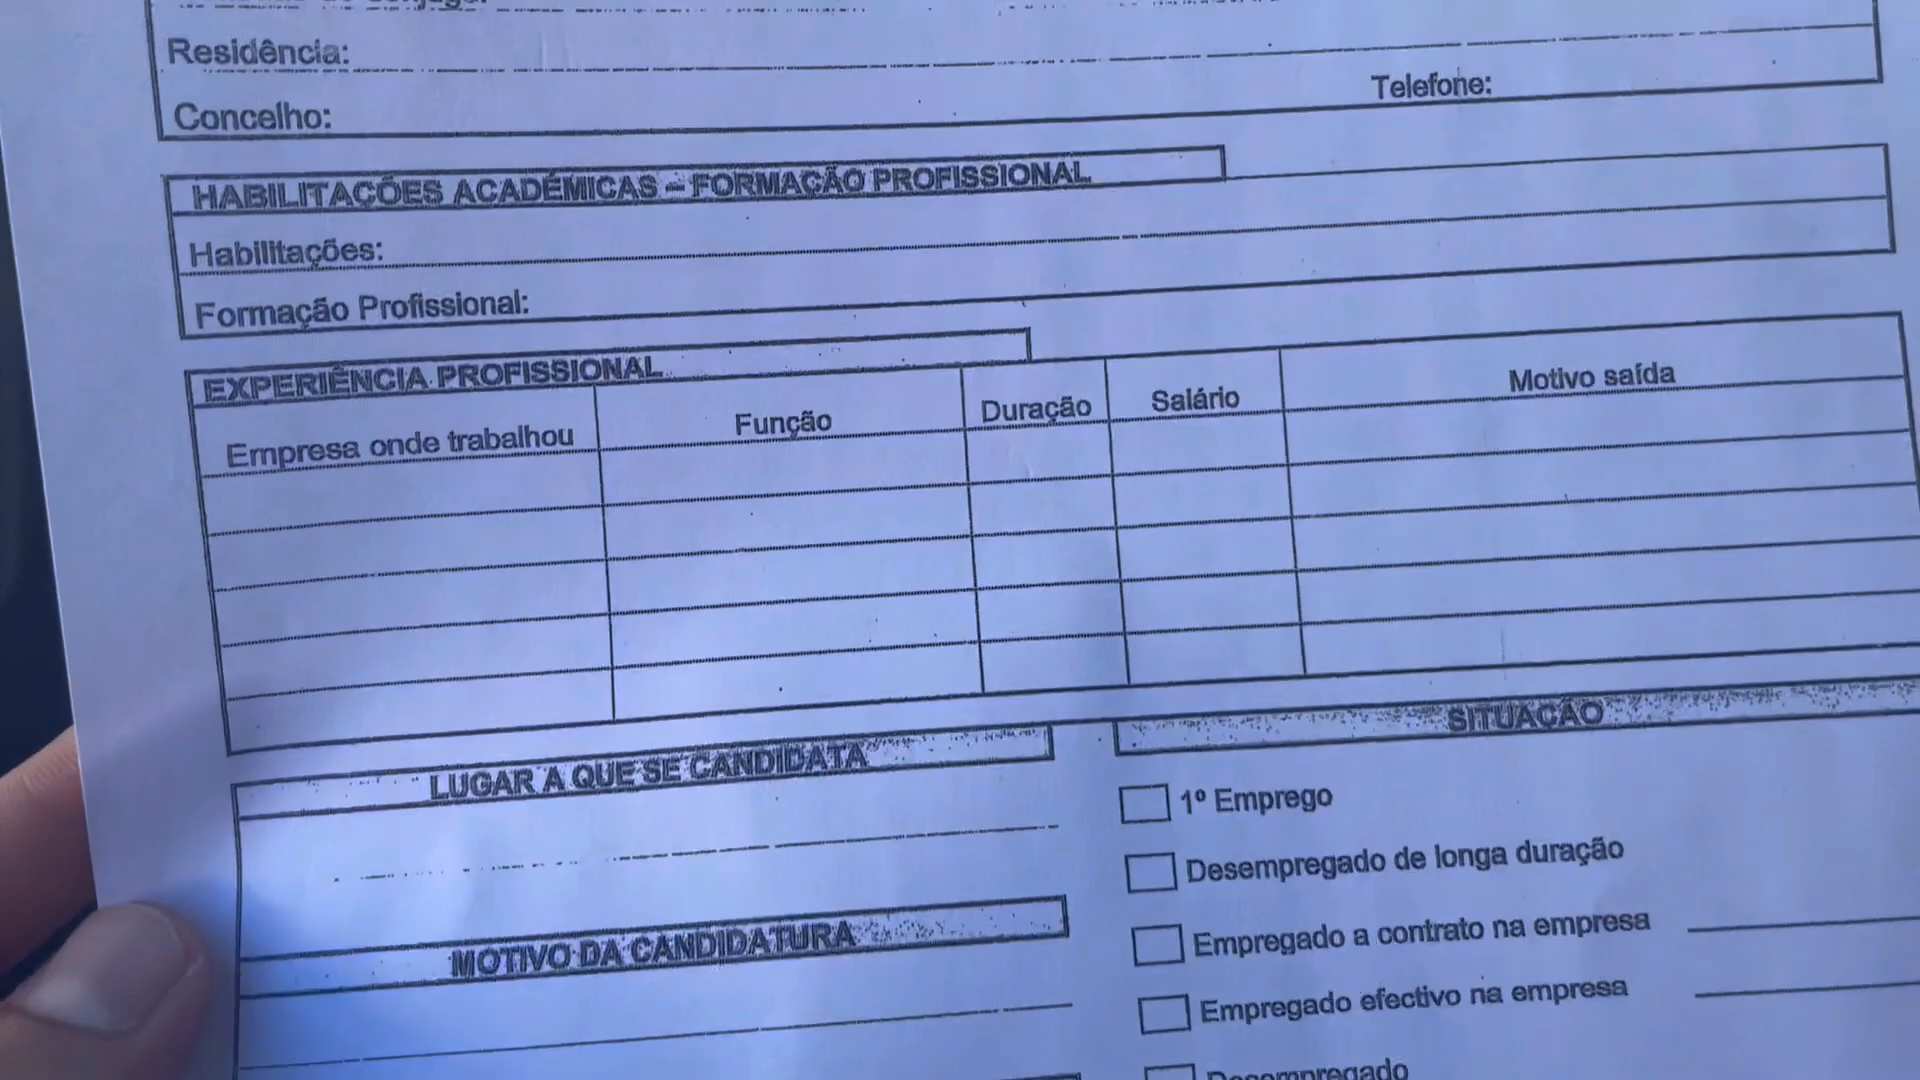 Residência:
Concelho: Telefone:
HABILITAÇÕES ACADÉMICAS – FORMAÇÃO PROFISSIONAL
Habilitações:
Formação Profissional:
EXPERIÊNCIA PROFISSIONAL
Empresa onde trabalhou Função Duração Salário Motivo saída
LUGAR A QUE SE CANDIDATA
MOTIVO DA CANDIDATURA
SITUAÇÃO
1º Emprego
Desempregado de longa duração
Empregado a contrato na empresa
Empregado efectivo na empresa
Desempregado